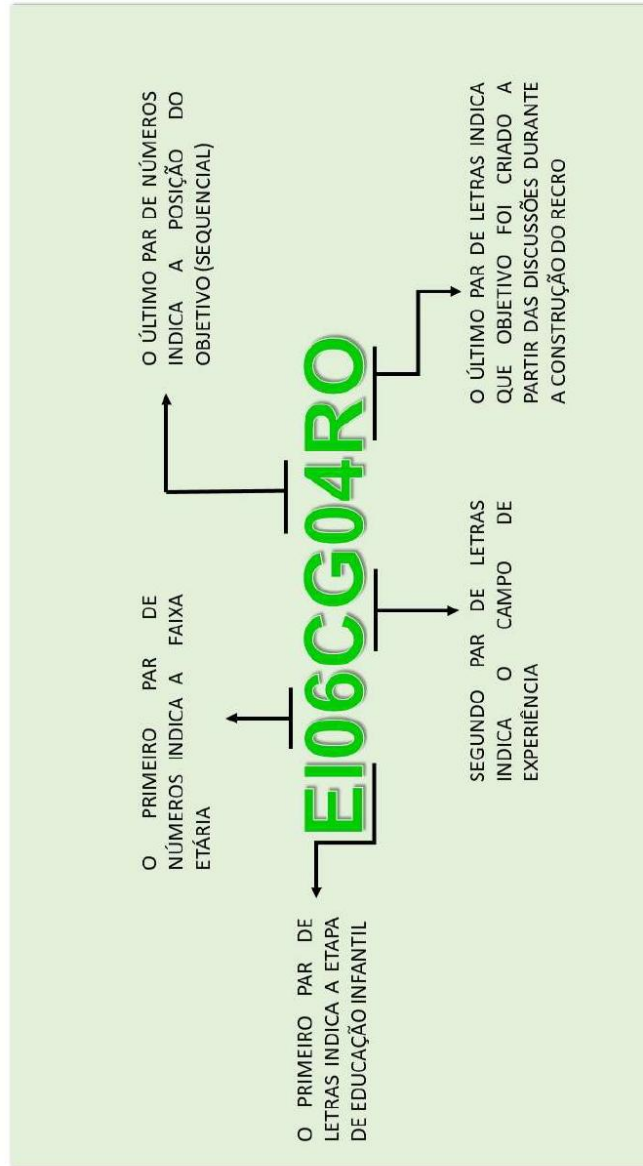 O PRIMEIRO PAR DE
LETRAS INDICA A ETAPA
DE EDUCAÇÃO INFANTIL
O PRIMEIRO PAR DE
NÚMEROS INDICA A FAIXA
ETÁRIA
O ÚLTIMO PAR DE NÚMEROS
INDICA A POSIÇÃO DO
OBJETIVO (SEQUENCIAL)
EI06CG04RO
SEGUNDO PAR DE LETRAS
INDICA O CAMPO DE
EXPERIÊNCIA
O ÚLTIMO PAR DE LETRAS INDICA
QUE OBJETIVO FOI CRIADO A
PARTIR DAS DISCUSSÕES DURANTE
A CONSTRUÇÃO DO RECRO